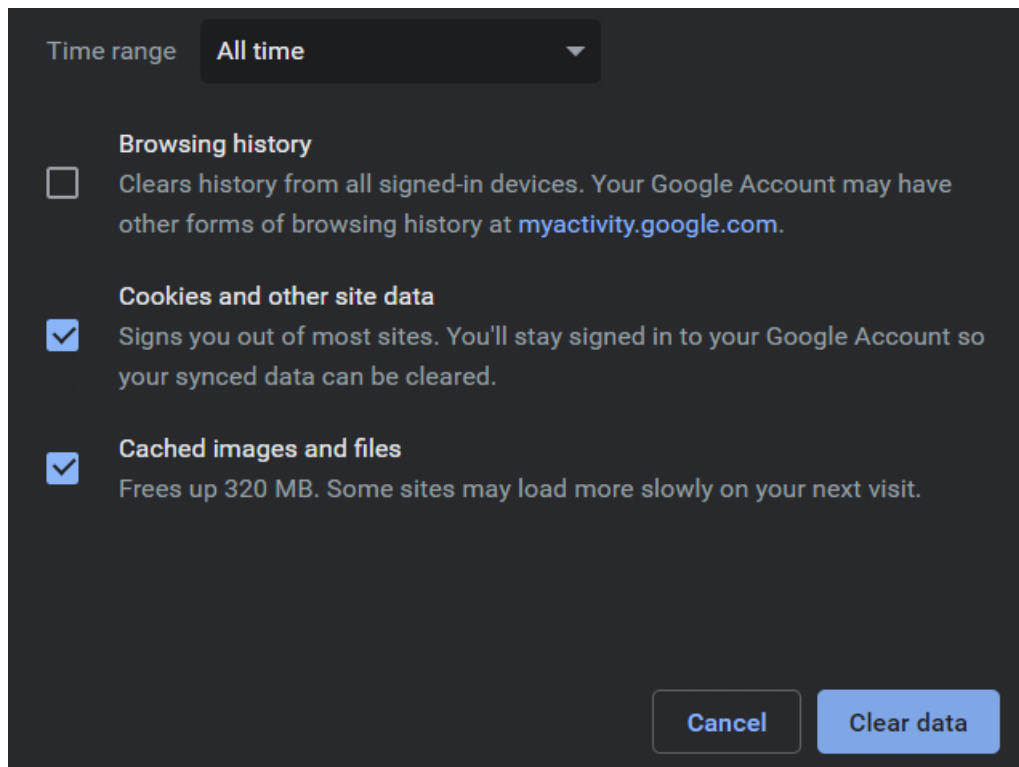 Time range All time
Browsing history
Clears history from all signed-in devices. Your Google Account may have
other forms of browsing history at myactivity.google.com.
Cookies and other site data
Signs you out of most sites. You'll stay signed in to your Google Account so
your synced data can be cleared.
Cached images and files
Frees up 320 MB. Some sites may load more slowly on your next visit.
Cancel Clear data